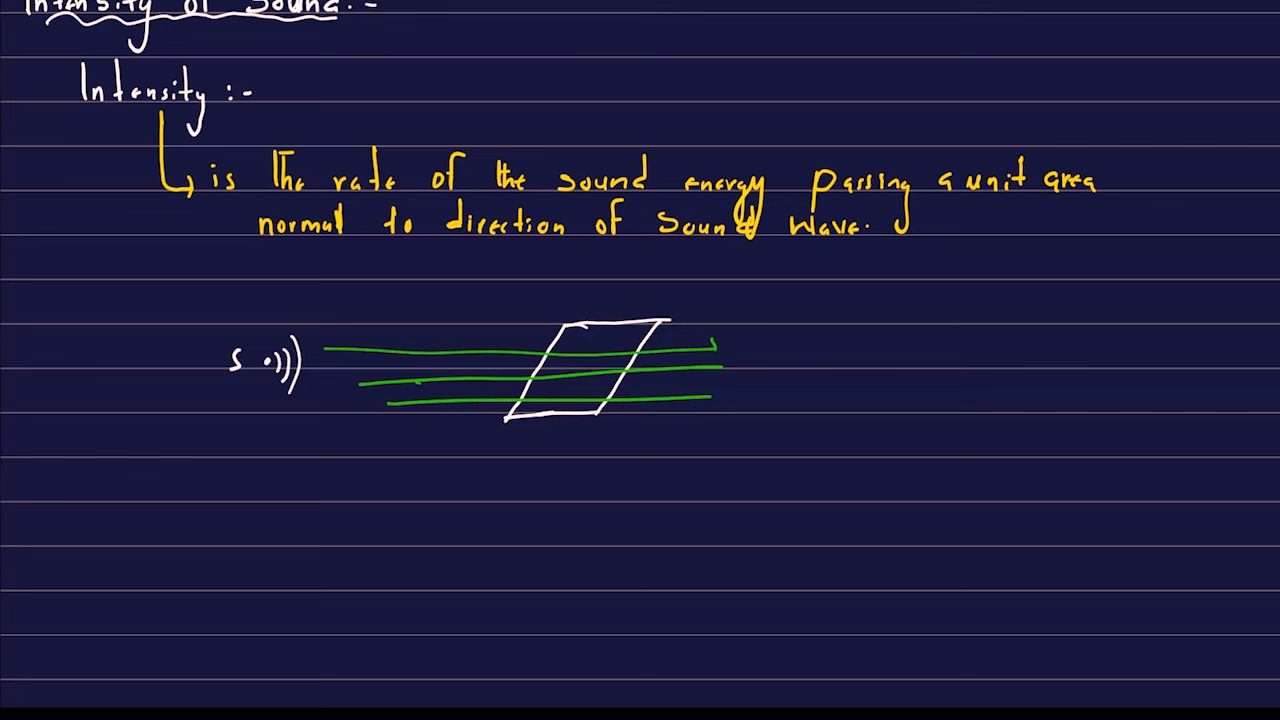 Intensity of Sound:-
Intensity :-
is The rate of the sound energy passing a unit area
normal to direction of sound wave.
S